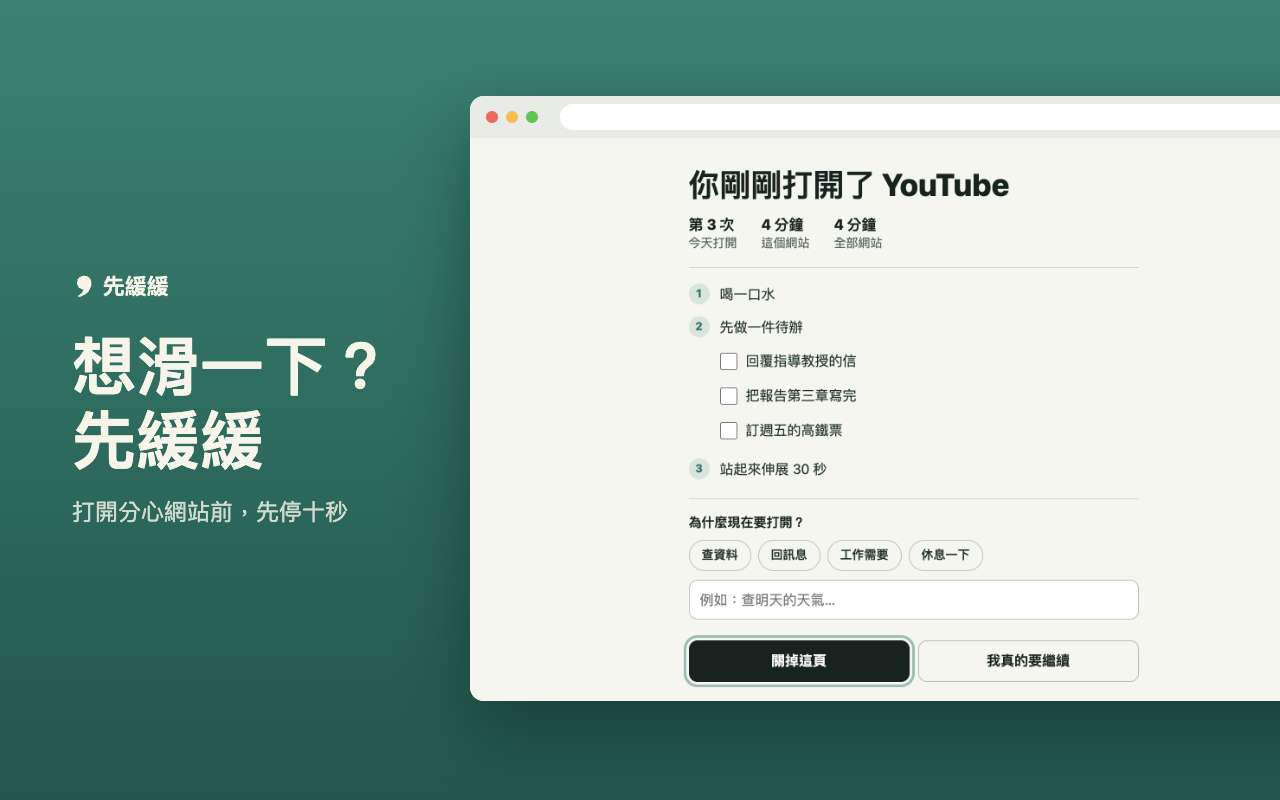 先緩緩
想滑一下？
先緩緩
打開分心網站前，先停十秒
你剛剛打開了 YouTube
第 3 次 4 分鐘 4 分鐘
今天打開 這個網站 全部網站
1 喝一口水
2 先做一件待辦
回覆指導教授的信
把報告第三章寫完
訂週五的高鐵票
3 站起來伸展 30 秒
為什麼現在要打開？
查資料 回訊息 工作需要 休息一下
例如：查明天的天氣...
關掉這頁 我真的要繼續